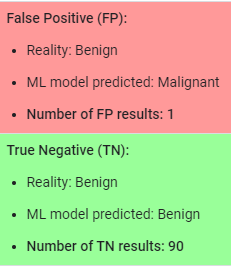 False Positive (FP):
• Reality: Benign
• ML model predicted: Malignant
• Number of FP results: 1
True Negative (TN):
• Reality: Benign
• ML model predicted: Benign
• Number of TN results: 90